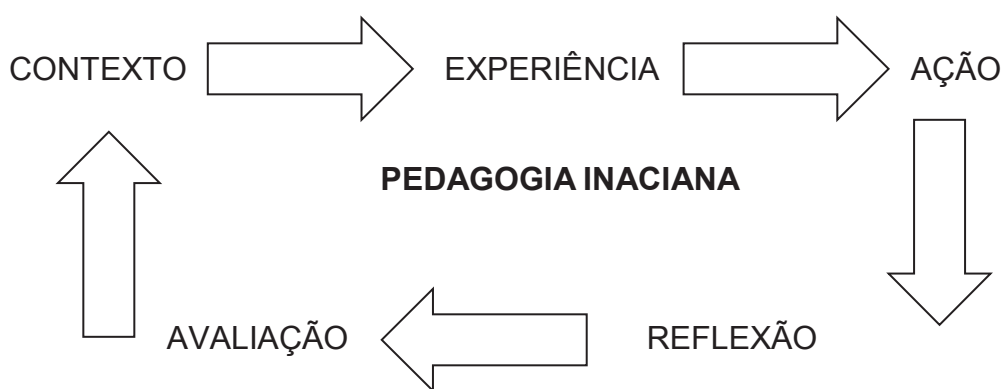 CONTEXTO EXPERIÊNCIA AÇÃO
PEDAGOGIA INACIANA
AVALIAÇÃO REFLEXÃO